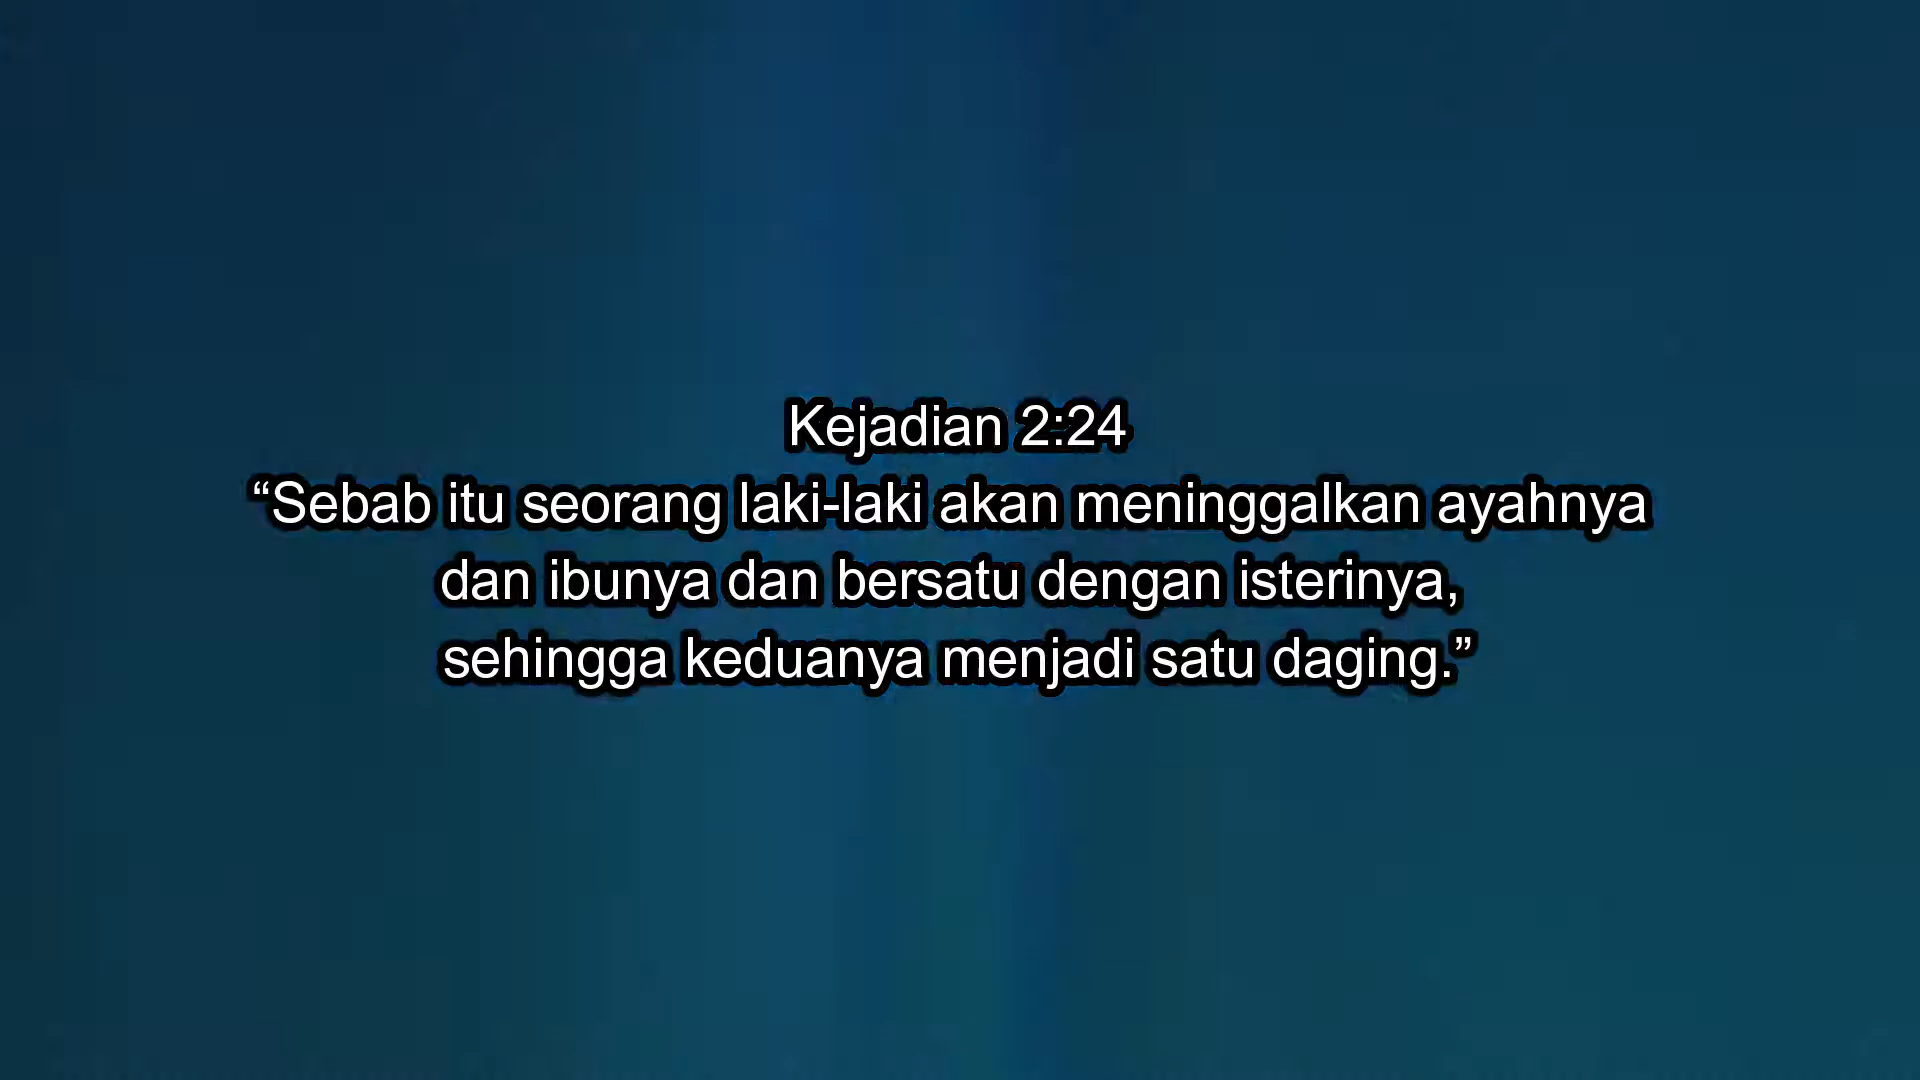 Kejadian 2:24
“Sebab itu seorang laki-laki akan meninggalkan ayahnya
dan ibunya dan bersatu dengan isterinya,
sehingga keduanya menjadi satu daging.”